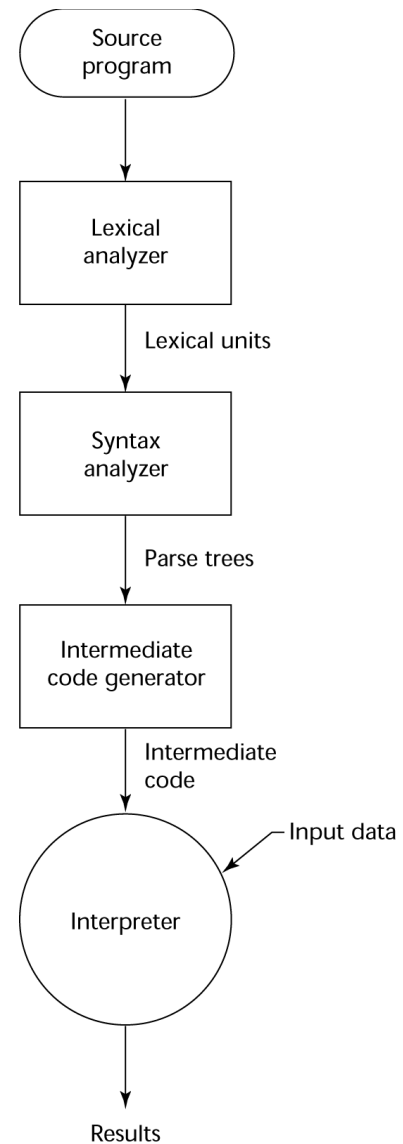 Source
program
Lexical
analyzer
Lexical units
Syntax
analyzer
Parse trees
Intermediate
code generator
Intermediate
code
Input data
Interpreter
Results